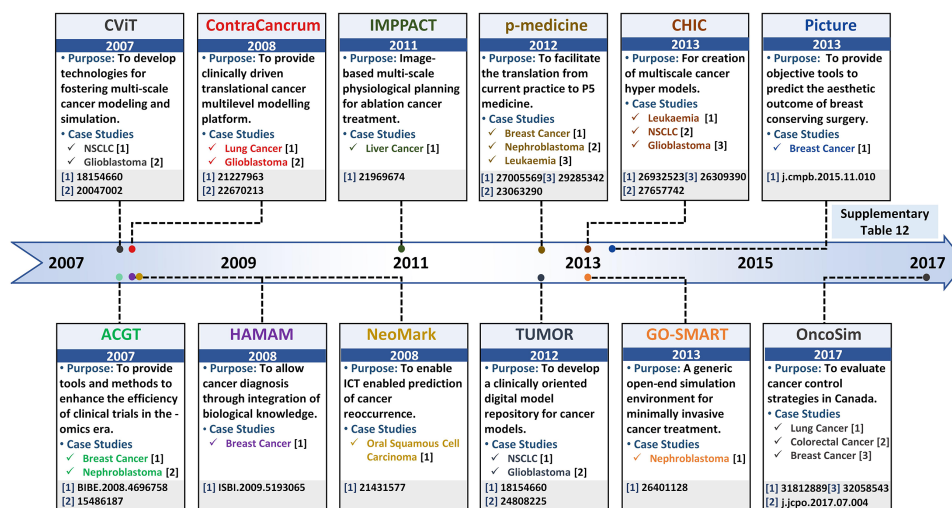 CViT
2007
• Purpose: To develop
technologies for
fostering multi-scale
cancer modeling and
simulation.
• Case Studies
✓ NSCLC [1]
✓ Glioblastoma [2]
[1] 18154660
[2] 20047002
ContraCancrum
2008
• Purpose: To provide
clinically driven
translational cancer
multilevel modelling
platform.
• Case Studies
✓ Lung Cancer [1]
✓ Glioblastoma [2]
[1] 21227963
[2] 22670213
IMPPACT
2011
• Purpose: Image-
based multi-scale
physiological planning
for ablation cancer
treatment.
• Case Studies
✓ Liver Cancer [1]
[1] 21969674
p-medicine
2012
• Purpose: To facilitate
the translation from
current practice to P5
medicine.
• Case Studies
✓ Breast Cancer [1]
✓ Nephroblastoma [2]
✓ Leukaemia [3]
[1] 27005569[3] 29285342
[2] 23063290
CHIC
2013
• Purpose: For creation
of multiscale cancer
hyper models.
• Case Studies
✓ Leukaemia [1]
✓ NSCLC [2]
✓ Glioblastoma [3]
[1] 26932523[3] 26309390
[2] 27657742
Picture
2013
• Purpose: To provide
objective tools to
predict the aesthetic
outcome of breast
conserving surgery.
• Case Studies
✓ Breast Cancer [1]
[1] j.cmpb.2015.11.010
Supplementary
Table 12
2007 2009 2011 2013 2015 2017
ACGT
2007
• Purpose: To provide
tools and methods to
enhance the efficiency
of clinical trials in the -
omics era.
• Case Studies
✓ Breast Cancer [1]
✓ Nephroblastoma [2]
[1] BIBE.2008.4696758
[2] 15486187
HAMAM
2008
• Purpose: To allow
cancer diagnosis
through integration of
biological knowledge.
• Case Studies
✓ Breast Cancer [1]
[1] ISBI.2009.5193065
NeoMark
2008
• Purpose: To enable
ICT enabled prediction
of cancer
reoccurrence.
• Case Studies
✓ Oral Squamous Cell
Carcinoma [1]
[1] 21431577
TUMOR
2012
• Purpose: To develop
a clinically oriented
digital model
repository for cancer
models.
• Case Studies
✓ NSCLC [1]
✓ Glioblastoma [2]
[1] 18154660
[2] 24808225
GO-SMART
2013
• Purpose: A generic
open-end simulation
environment for
minimally invasive
cancer treatment.
• Case Studies
✓ Nephroblastoma [1]
[1] 26401128
OncoSim
2017
• Purpose: To evaluate
cancer control
strategies in Canada.
• Case Studies
✓ Lung Cancer [1]
✓ Colorectal Cancer [2]
✓ Breast Cancer [3]
[1] 31812889[3] 32058543
[2] j.jcpo.2017.07.004